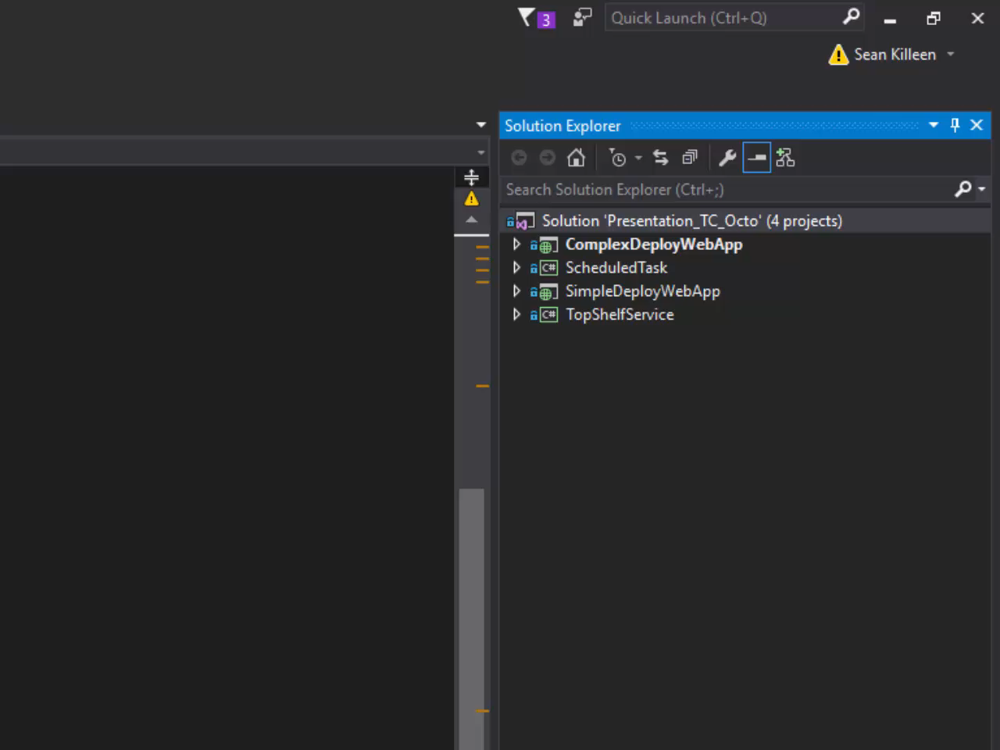 3
Quick Launch (Ctrl+Q)
Sean Killeen
Solution Explorer
Search Solution Explorer (Ctrl+;)
Solution 'Presentation_TC_Octo' (4 projects)
ComplexDeployWebApp
C# ScheduledTask
SimpleDeployWebApp
C# TopShelfService